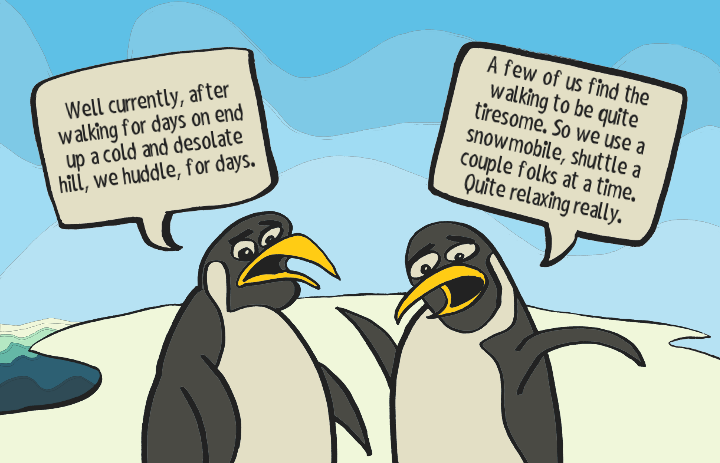 Well currently, after
walking for days on end
up a cold and desolate
hill, we huddle, for days.
A few of us find the
walking to be quite
tiresome. So we use a
snowmobile, shuttle a
couple folks at a time.
Quite relaxing really.